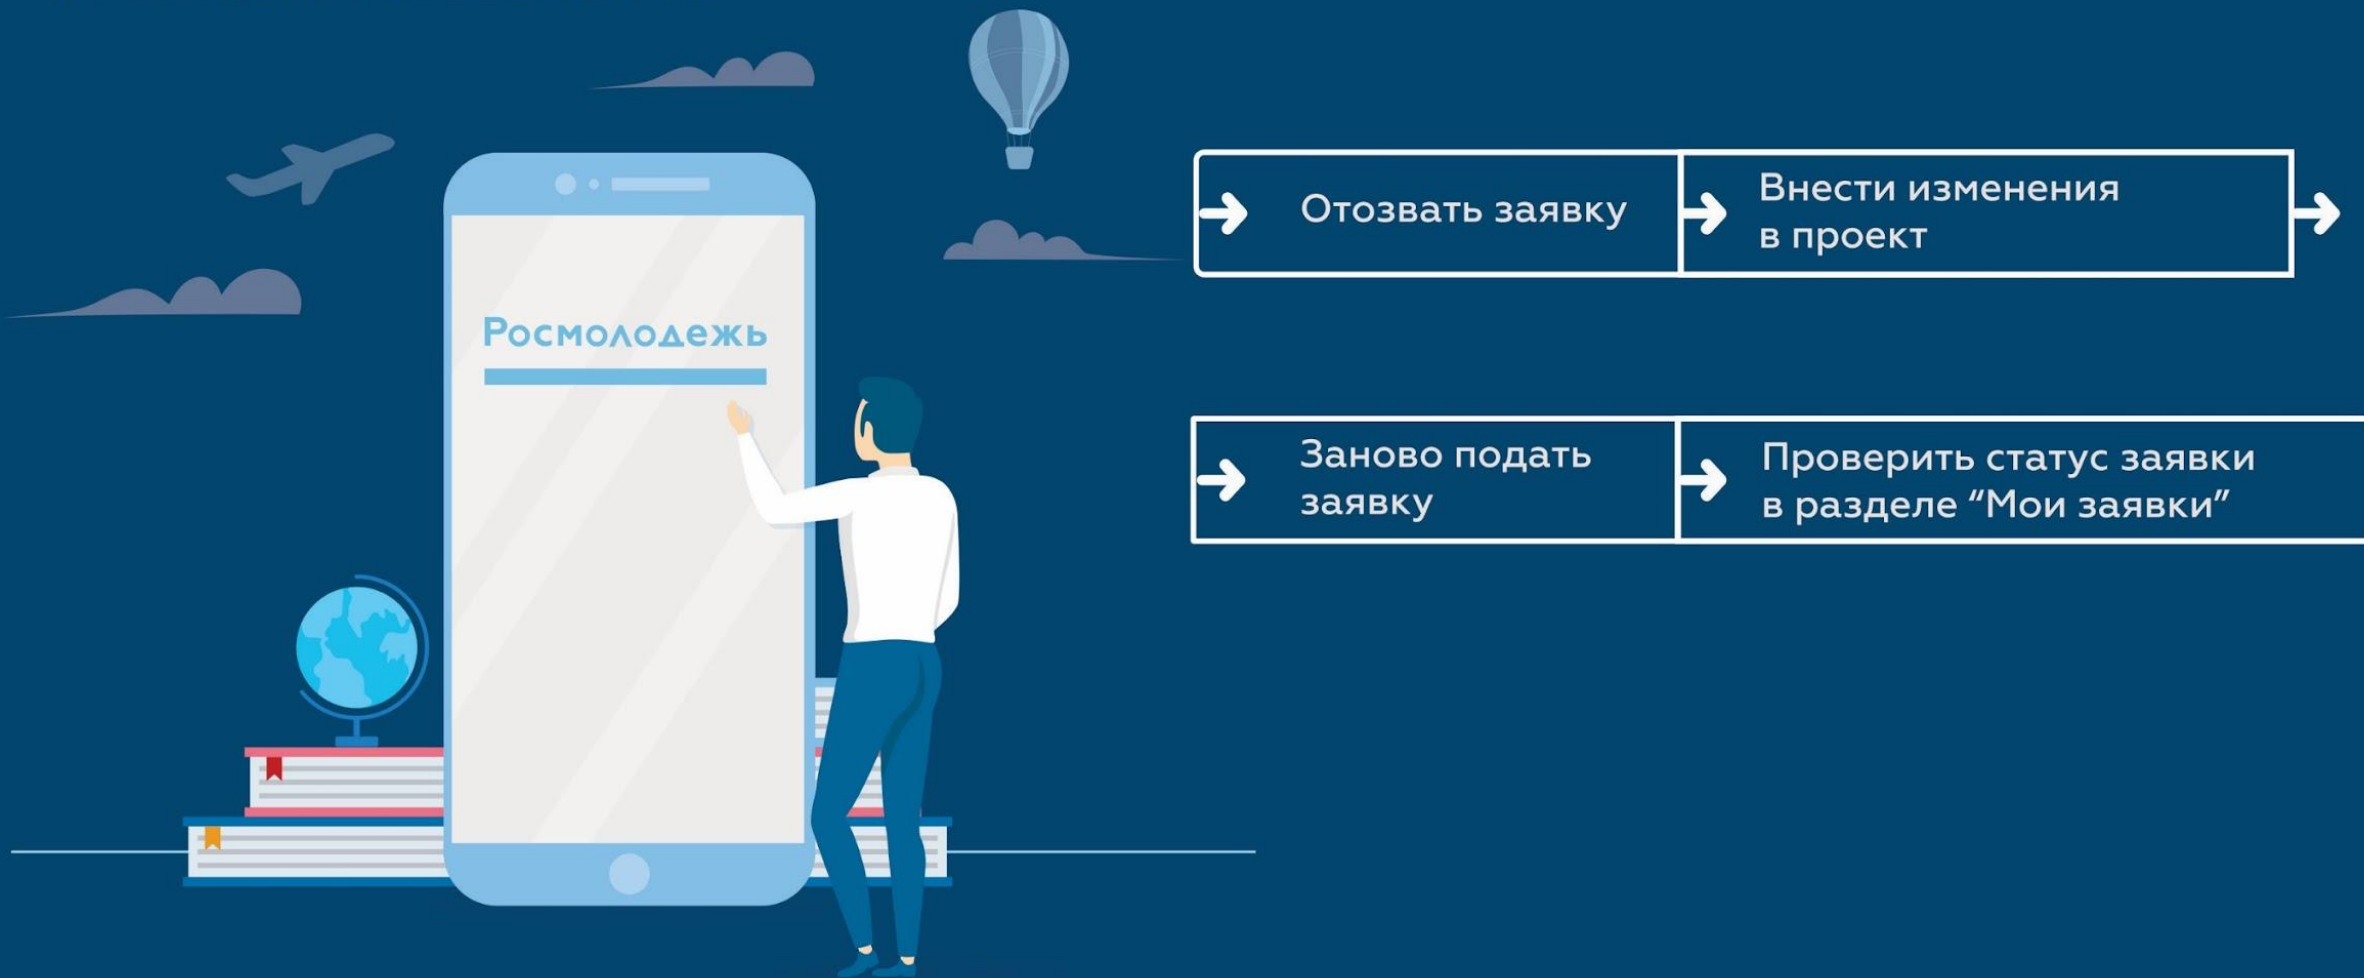 Росмолодежь
Отозвать заявку
Внести изменения
в проект
Заново подать
заявку
Проверить статус заявки
в разделе “Мои заявки”